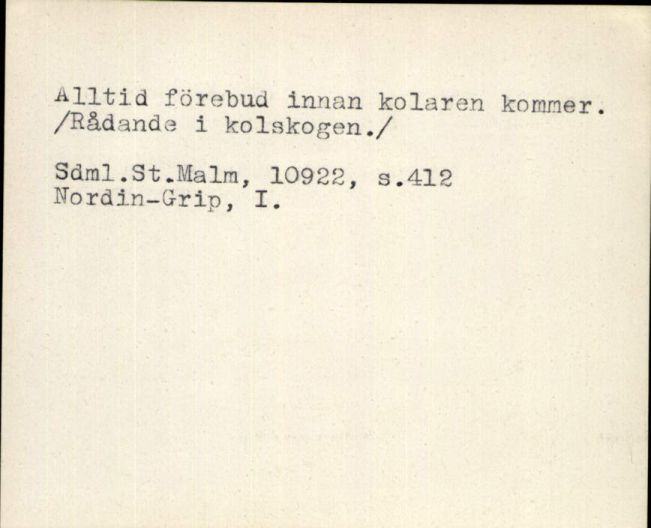 Alltid förebud innan kolaren kommer.
/Rådande i kolskogen./
Sdml.St.Malm, 10922, s.412
Nordin-Grip, I.